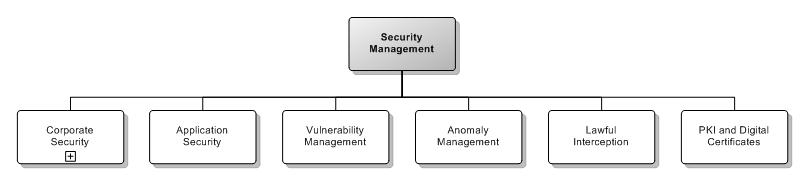 Security
Management
Corporate
Security
Application
Security
Vulnerability
Management
Anomaly
Management
Lawful
Interception
PKI and Digital
Certificates